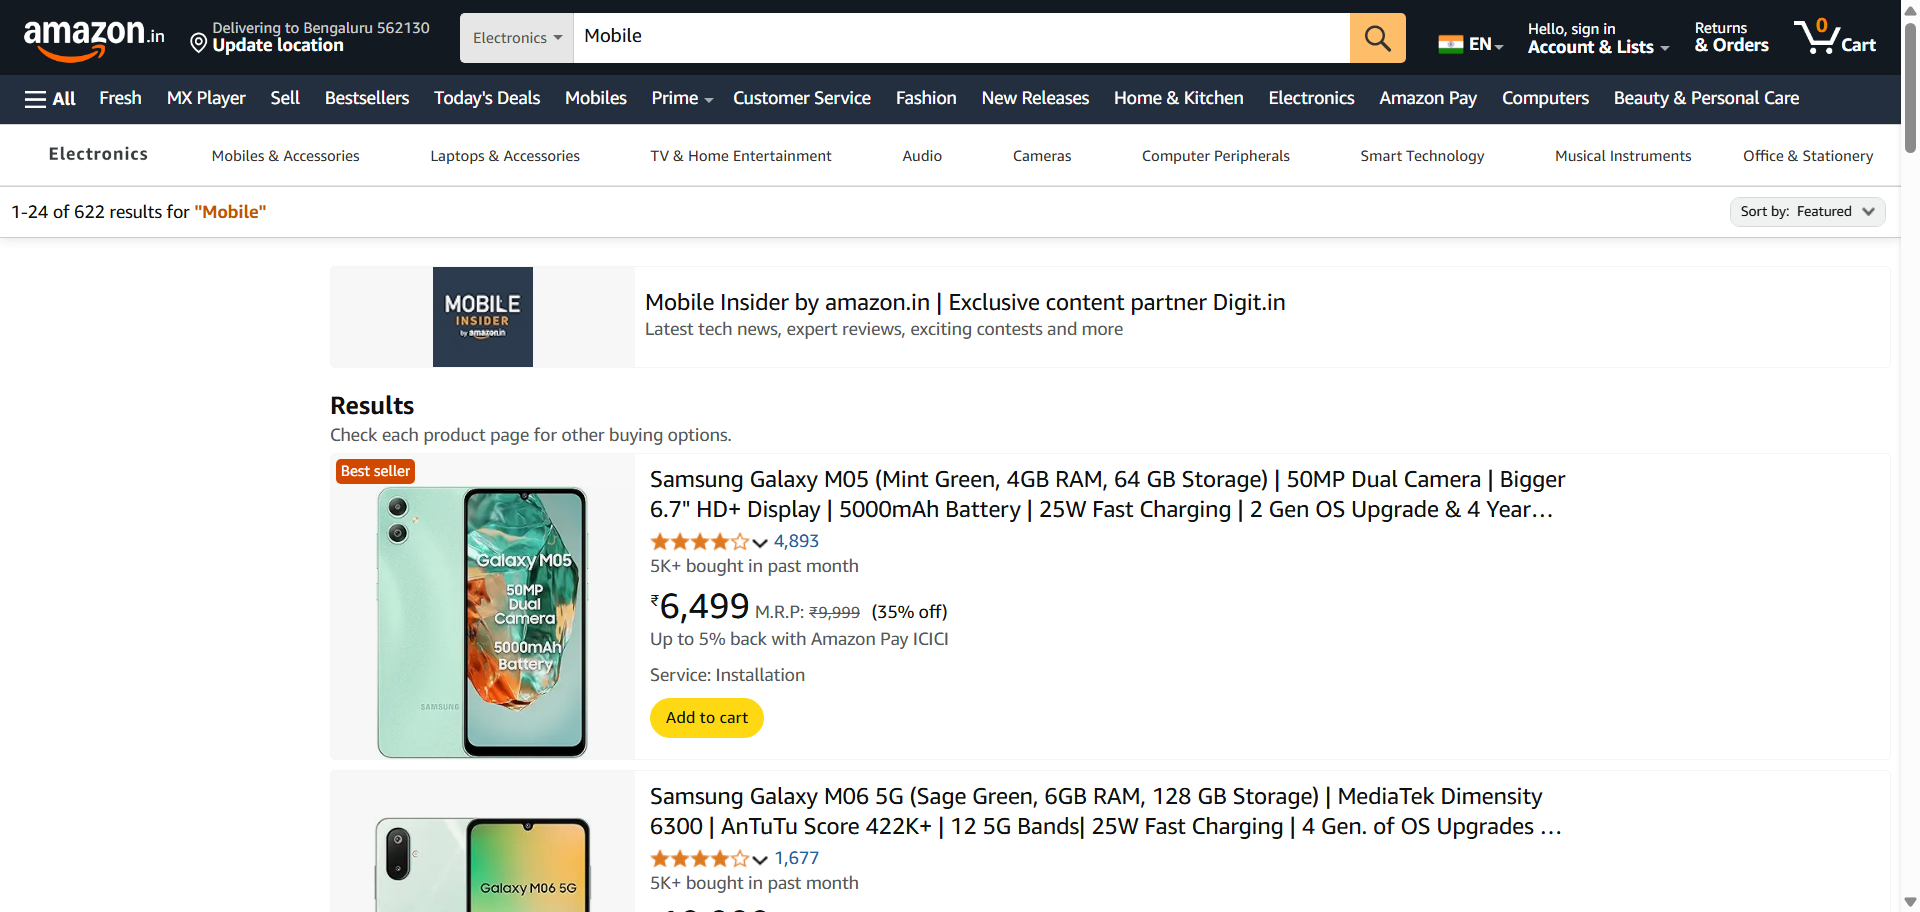 amazon.in
Delivering to Bengaluru 562130
Update location
Electronics
Mobile
EN
Hello, sign in
Account & Lists
Returns
& Orders
0
Cart
All
Fresh
MX Player
Sell
Bestsellers
Today's Deals
Mobiles
Prime
Customer Service
Fashion
New Releases
Home & Kitchen
Electronics
Amazon Pay
Computers
Beauty & Personal Care
Electronics
Mobiles & Accessories
Laptops & Accessories
TV & Home Entertainment
Audio
Cameras
Computer Peripherals
Smart Technology
Musical Instruments
Office & Stationery
1-24 of 622 results for "Mobile"
Sort by: Featured
MOBILE
INSIDER
by amazon.in
Mobile Insider by amazon.in | Exclusive content partner Digit.in
Latest tech news, expert reviews, exciting contests and more
Results
Check each product page for other buying options.
Best seller
Galaxy M05
50MP
Dual
Camera
5000mAh
Battery
SAMSUNG
Samsung Galaxy M05 (Mint Green, 4GB RAM, 64 GB Storage) | 50MP Dual Camera | Bigger
6.7" HD+ Display | 5000mAh Battery | 25W Fast Charging | 2 Gen OS Upgrade & 4 Year…
4,893
5K+ bought in past month
₹6,499 M.R.P: ₹9,999 (35% off)
Up to 5% back with Amazon Pay ICICI
Service: Installation
Add to cart
Galaxy M06 5G
Samsung Galaxy M06 5G (Sage Green, 6GB RAM, 128 GB Storage) | MediaTek Dimensity
6300 | AnTuTu Score 422K+ | 12 5G Bands| 25W Fast Charging | 4 Gen. of OS Upgrades …
1,677
5K+ bought in past month